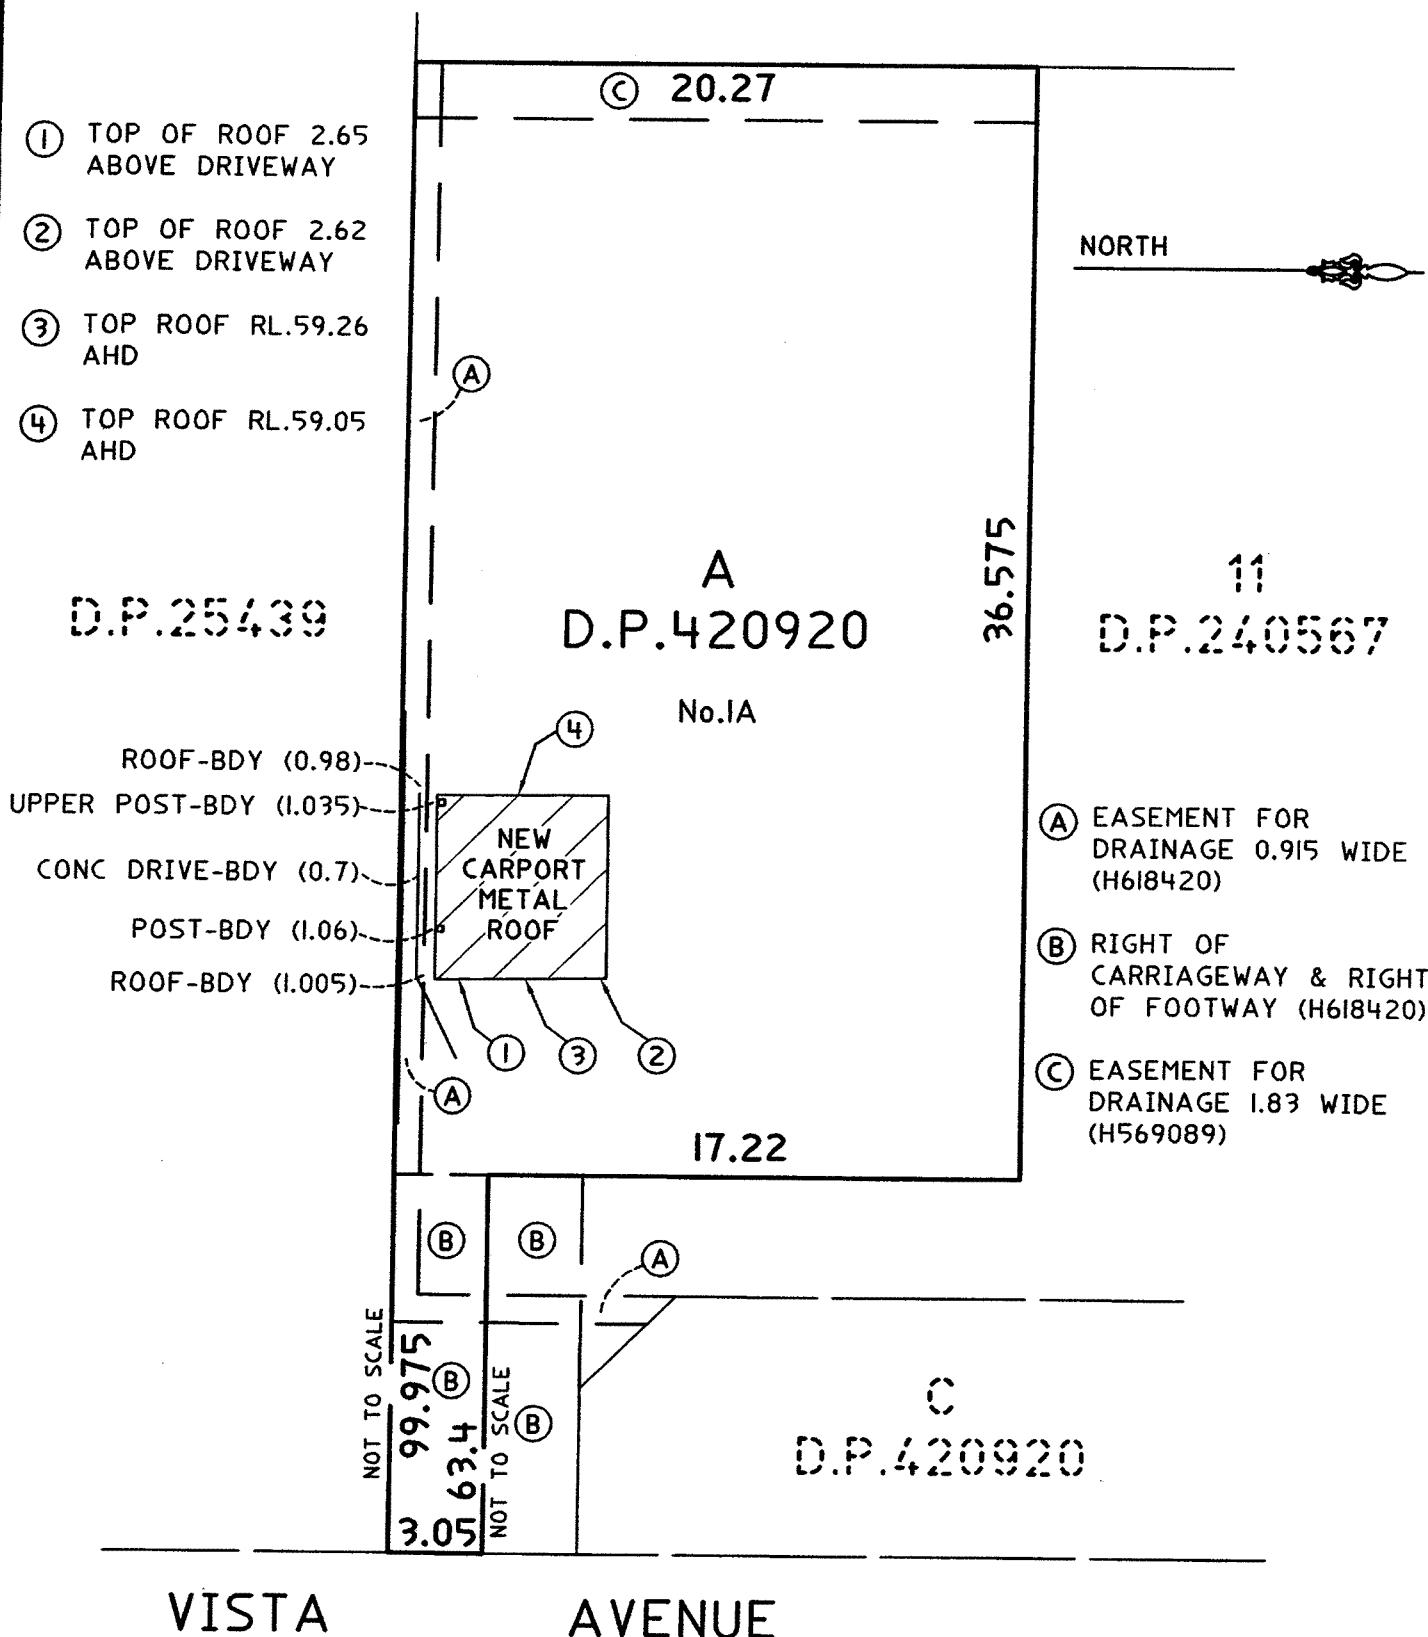 C 20.27
1 TOP OF ROOF 2.65
ABOVE DRIVEWAY
2 TOP OF ROOF 2.62
ABOVE DRIVEWAY
3 TOP ROOF RL.59.26
AHD
4 TOP ROOF RL.59.05
AHD
NORTH
A
36.575
D.P.25439
A
D.P.420920
No.1A
11
D.P.240567
4
ROOF-BDY (0.98)
UPPER POST-BDY (1.035)
CONC DRIVE-BDY (0.7)
POST-BDY (1.06)
ROOF-BDY (1.005)
NEW
CARPORT
METAL
ROOF
1
3
2
A
A EASEMENT FOR
DRAINAGE 0.915 WIDE
(H618420)
B RIGHT OF
CARRIAGEWAY & RIGHT
OF FOOTWAY (H618420)
C EASEMENT FOR
DRAINAGE 1.83 WIDE
(H569089)
17.22
B
B
A
NOT TO SCALE
99.975
B
63.4
NOT TO SCALE
B
3.05
C
D.P.420920
VISTA AVENUE